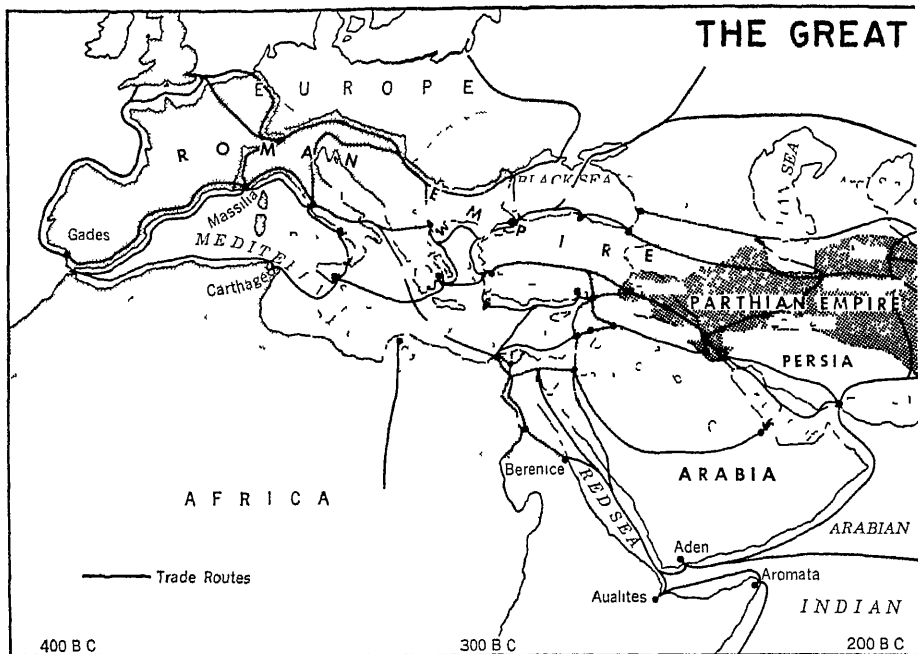 THE GREAT
EUROPE
ROMAN EMPIRE
BLACK SEA
SEA
Massilia
Gades
MEDITE
Carthage
PARTHIAN EMPIRE
PERSIA
Berenice
ARABIA
AFRICA
RED SEA
ARABIAN
Aden
Trade Routes
Aromata
Aualites
INDIAN
400 B C
300 B C
200 B C